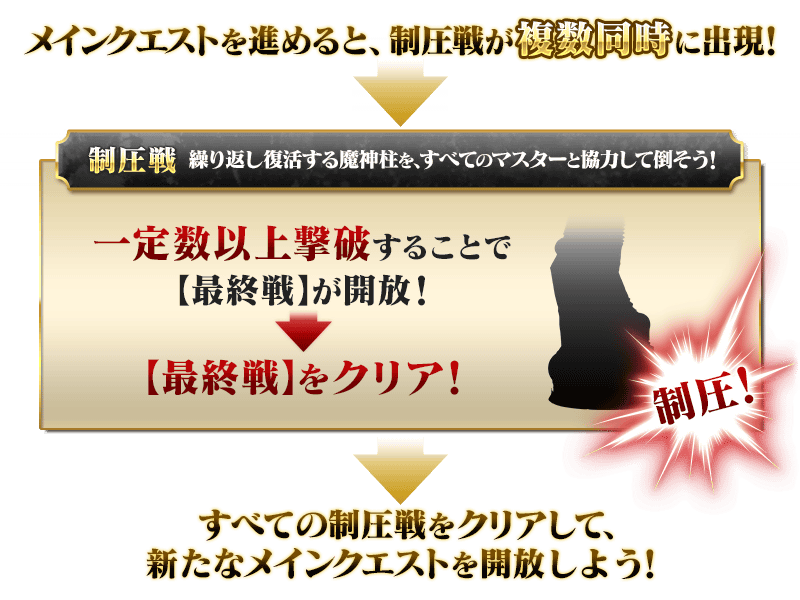 メインクエストを進めると、制圧戦が複数同時に出現！
制圧戦 繰り返し復活する魔神柱を、すべてのマスターと協力して倒そう！
一定数以上撃破することで
【最終戦】が開放！
【最終戦】をクリア！
制圧！
すべての制圧戦をクリアして、
新たなメインクエストを開放しよう！